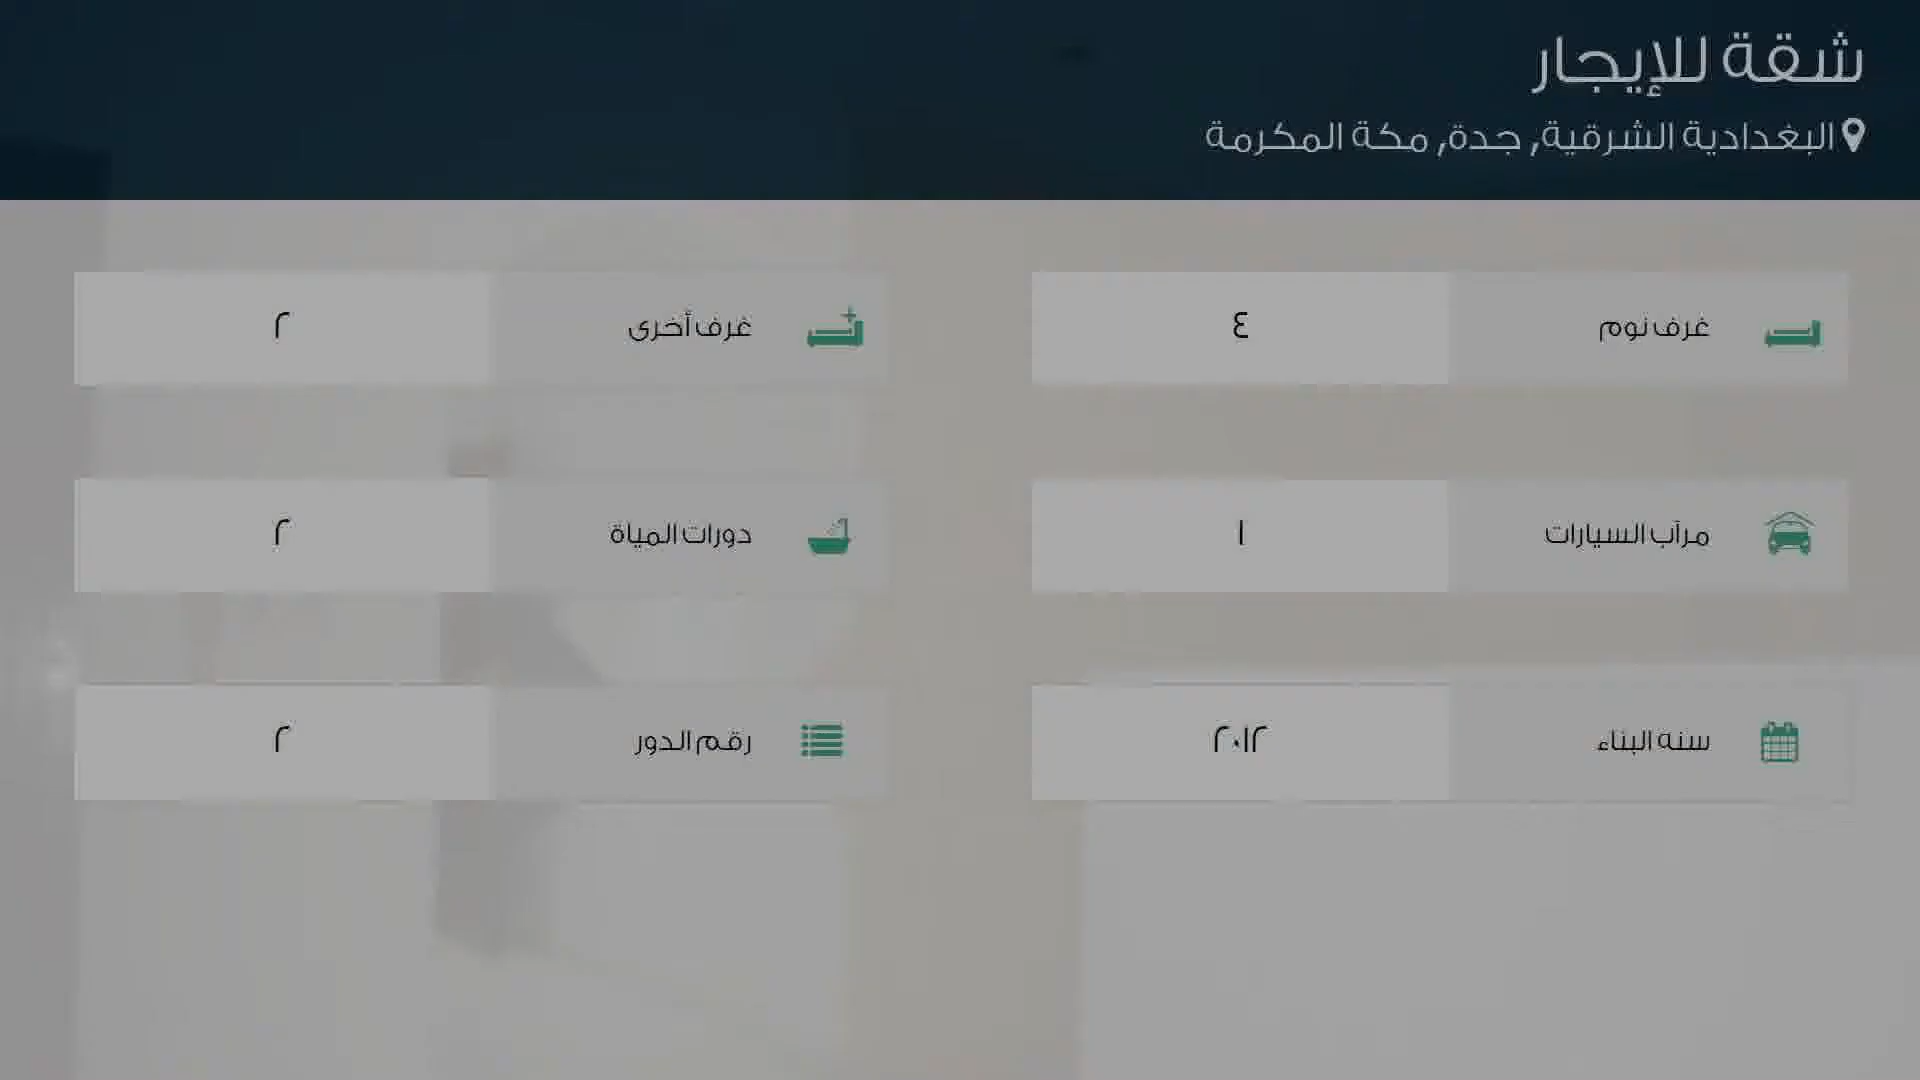 شقة للإيجار
البغدادية الشرقية, جدة, مكة المكرمة
غرف نوم ٤
غرف أخرى ٢
مرآب السيارات ١
دورات المياة ٢
سنه البناء ٢٠١٢
رقم الدور ٢